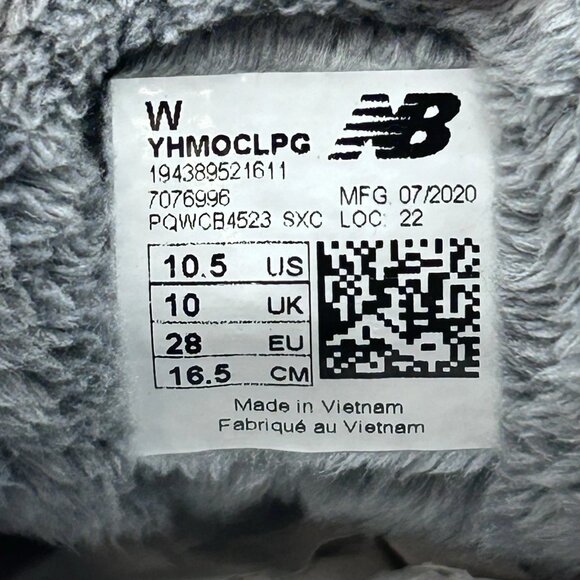 W
YHMOCLPG
NB
194389521611
7076996 MFG 07/2020
PQWCB4523 SXC LOC: 22
10.5 US
10 UK
28 EU
16.5 CM
Made in Vietnam
Fabriqué au Vietnam